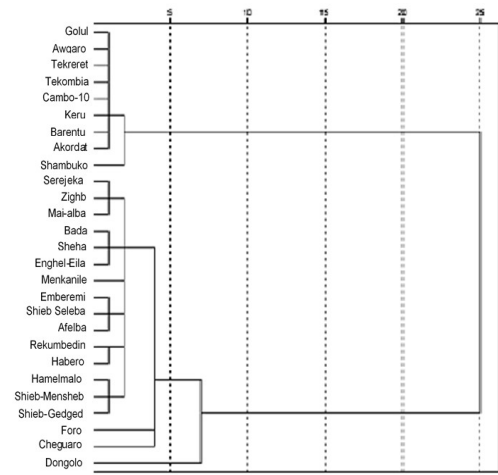 5 10 15 20 25
Golul
Awgaro
Tekreret
Tekombia
Cambo-10
Keru
Barentu
Akordat
Shambuko
Serejeka
Zighb
Mai-alba
Bada
Sheha
Enghel-Eila
Menkanile
Emberemi
Shieb Seleba
Afelba
Rekumbedin
Habero
Hamelmalo
Shieb-Mensheb
Shieb-Gedged
Foro
Cheguaro
Dongolo